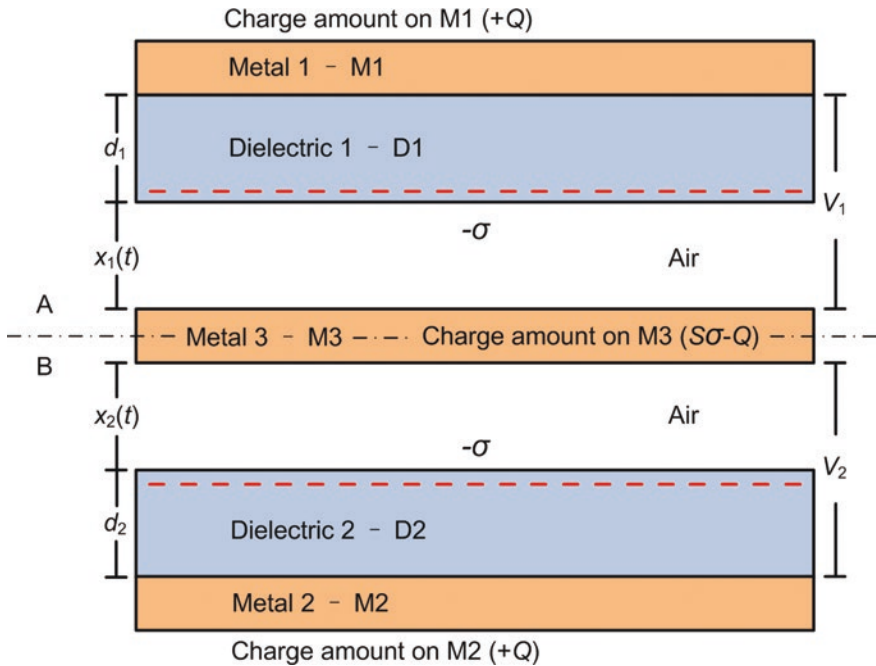 Charge amount on M1 (+Q)
Metal 1 - M1
d₁
Dielectric 1 - D1
V₁
-σ
x₁(t)
Air
A
Metal 3 - M3
Charge amount on M3 (Sσ-Q)
B
x₂(t)
Air
-σ
V₂
d₂
Dielectric 2 - D2
Metal 2 - M2
Charge amount on M2 (+Q)